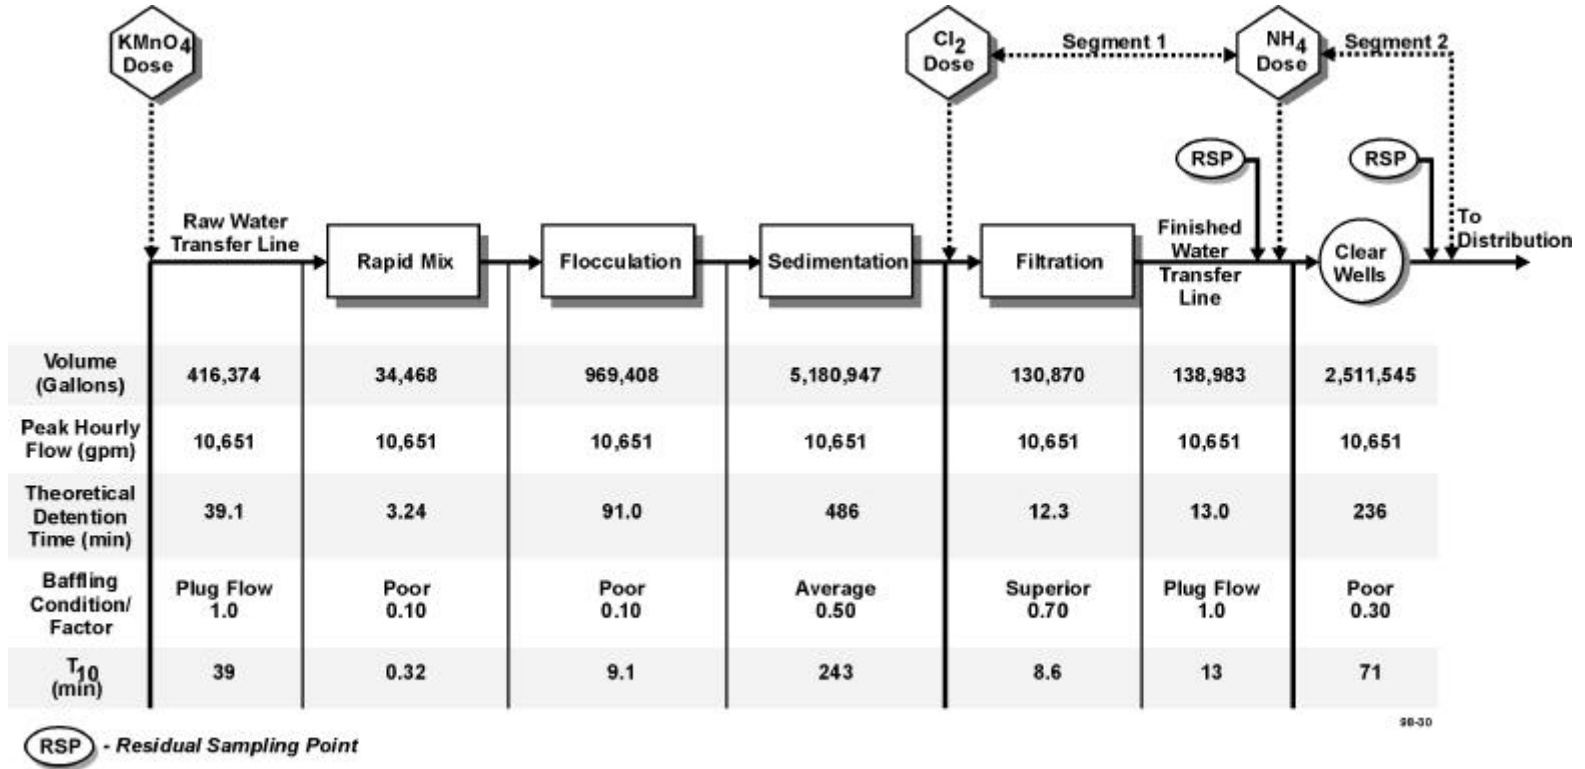 KMnO4
Dose
Cl2
Dose
Segment 1
NH4
Dose
Segment 2
RSP
RSP
Raw Water
Transfer Line
Rapid Mix
Flocculation
Sedimentation
Filtration
Finished
Water
Transfer
Line
Clear
Wells
To
Distribution
Volume
(Gallons)
416,374
34,468
969,408
5,180,947
130,870
138,983
2,511,545
Peak Hourly
Flow (gpm)
10,651
10,651
10,651
10,651
10,651
10,651
10,651
Theoretical
Detention
Time (min)
39.1
3.24
91.0
486
12.3
13.0
236
Baffling
Condition/
Factor
Plug Flow
1.0
Poor
0.10
Poor
0.10
Average
0.50
Superior
0.70
Plug Flow
1.0
Poor
0.30
T10
(min)
39
0.32
9.1
243
8.6
13
71
98-30
RSP - Residual Sampling Point